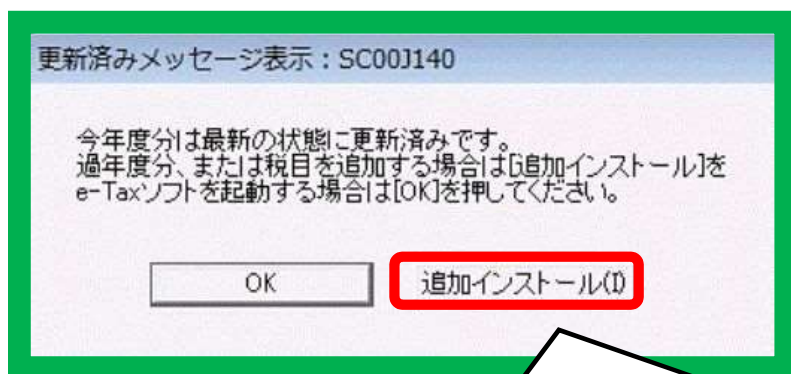 更新済みメッセージ表示:SC00J140
今年度分は最新の状態に更新済みです。
過年度分、または税目を追加する場合は[追加インストール]を
e-Taxソフトを起動する場合は[OK]を押してください。
OK
追加インストール(I)